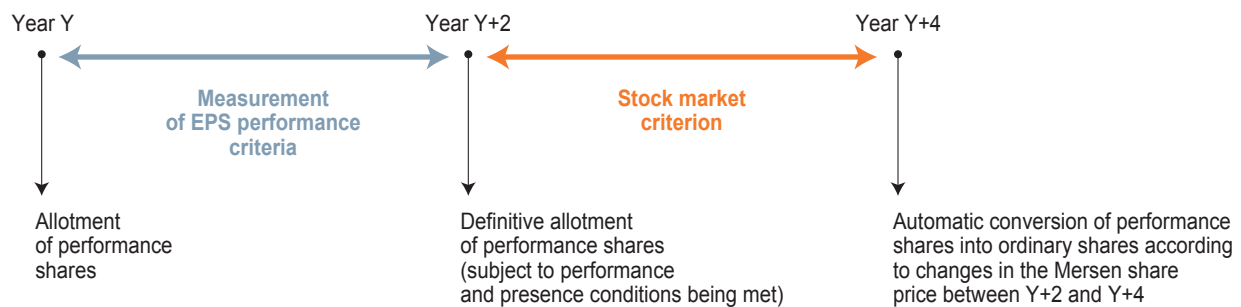 Year Y
Year Y+2
Year Y+4
Measurement
of EPS performance
criteria
Stock market
criterion
Allotment
of performance
shares
Definitive allotment
of performance shares
(subject to performance
and presence conditions being met)
Automatic conversion of performance
shares into ordinary shares according
to changes in the Mersen share
price between Y+2 and Y+4